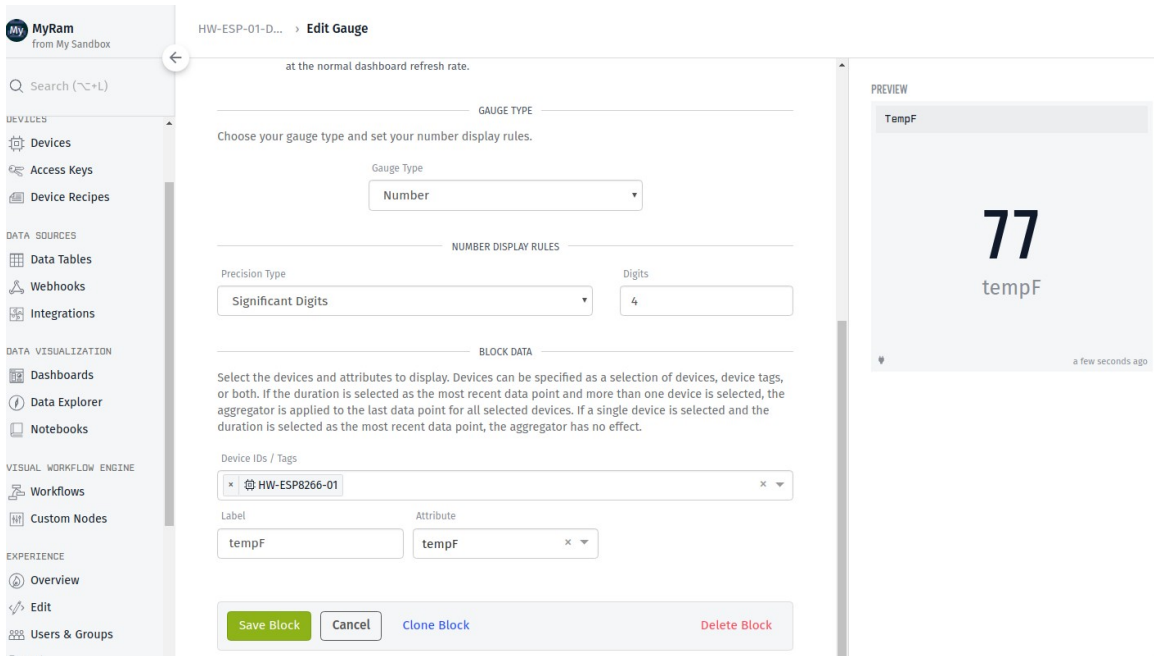 My
MyRam
from My Sandbox
HW-ESP-01-D... › Edit Gauge
Search (⌥+L)
DEVICES
Devices
Access Keys
Device Recipes
DATA SOURCES
Data Tables
Webhooks
Integrations
DATA VISUALIZATION
Dashboards
Data Explorer
Notebooks
VISUAL WORKFLOW ENGINE
Workflows
Custom Nodes
EXPERIENCE
Overview
Edit
Users & Groups
at the normal dashboard refresh rate.
GAUGE TYPE
Choose your gauge type and set your number display rules.
Gauge Type
Number
NUMBER DISPLAY RULES
Precision Type
Digits
Significant Digits
4
BLOCK DATA
Select the devices and attributes to display. Devices can be specified as a selection of devices, device tags,
or both. If the duration is selected as the most recent data point and more than one device is selected, the
aggregator is applied to the last data point for all selected devices. If a single device is selected and the
duration is selected as the most recent data point, the aggregator has no effect.
Device IDs / Tags
× HW-ESP8266-01 ×
Label
Attribute
tempF
tempF ×
Save Block
Cancel
Clone Block
Delete Block
PREVIEW
TempF
77
tempF
a few seconds ago